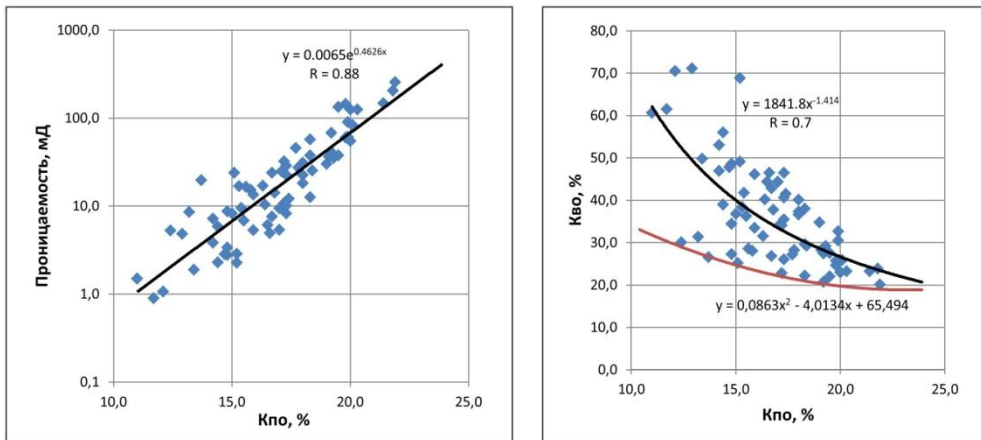 1000,0
100,0
10,0
1,0
0,1
Проницаемость, мД
y = 0.0065e^0.4626x
R = 0.88
10,0 15,0 20,0 25,0
Кпо, %
80,0
70,0
60,0
50,0
40,0
30,0
20,0
10,0
0,0
Кво, %
y = 1841.8x^-1.414
R = 0.7
y = 0,0863x² - 4,0134x + 65,494
10,0 15,0 20,0 25,0
Кпо, %